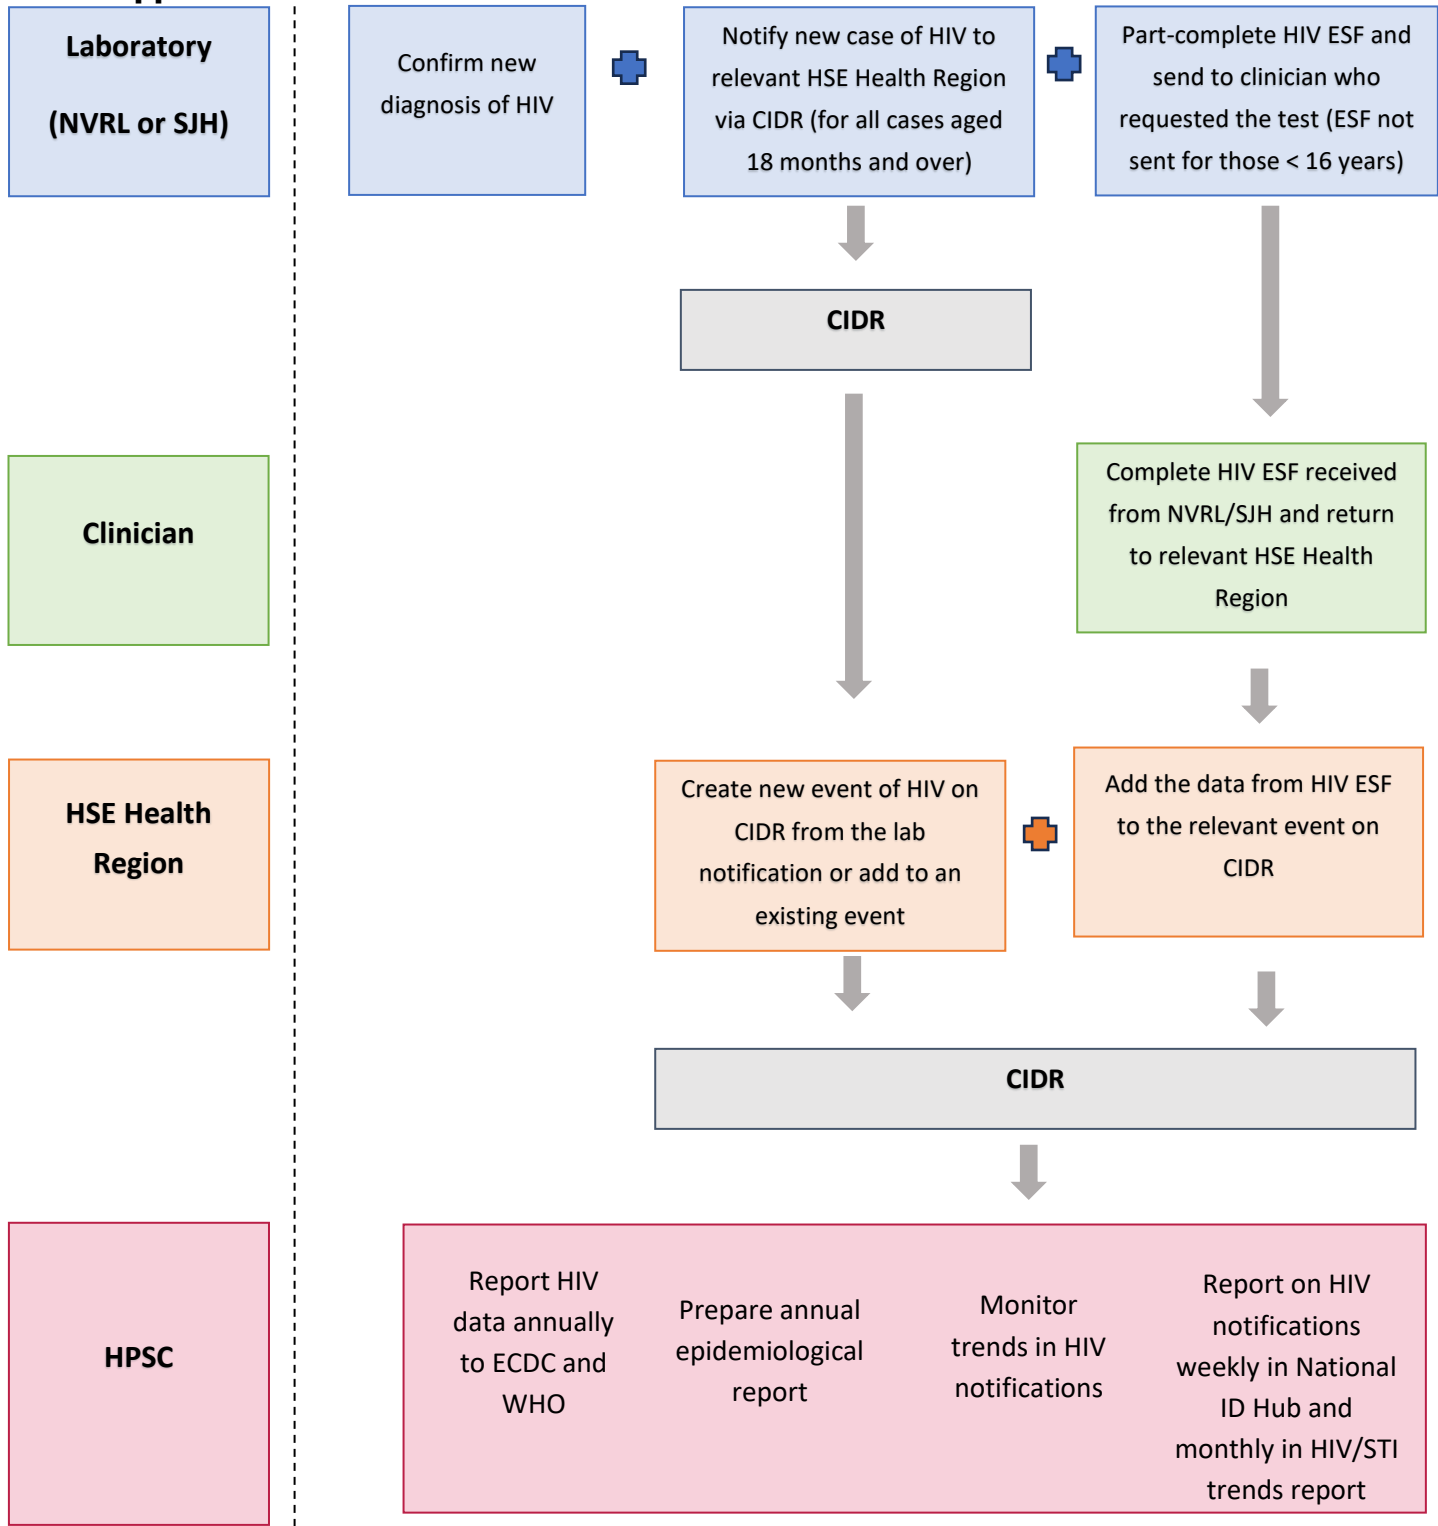 Laboratory
(NVRL or SJH)
Confirm new
diagnosis of HIV
Notify new case of HIV to
relevant HSE Health Region
via CIDR (for all cases aged
18 months and over)
Part-complete HIV ESF and
send to clinician who
requested the test (ESF not
sent for those < 16 years)
CIDR
Clinician
Complete HIV ESF received
from NVRL/SJH and return
to relevant HSE Health
Region
HSE Health
Region
Create new event of HIV on
CIDR from the lab
notification or add to an
existing event
Add the data from HIV ESF
to the relevant event on
CIDR
CIDR
HPSC
Report HIV
data annually
to ECDC and
WHO
Prepare annual
epidemiological
report
Monitor
trends in HIV
notifications
Report on HIV
notifications
weekly in National
ID Hub and
monthly in HIV/STI
trends report